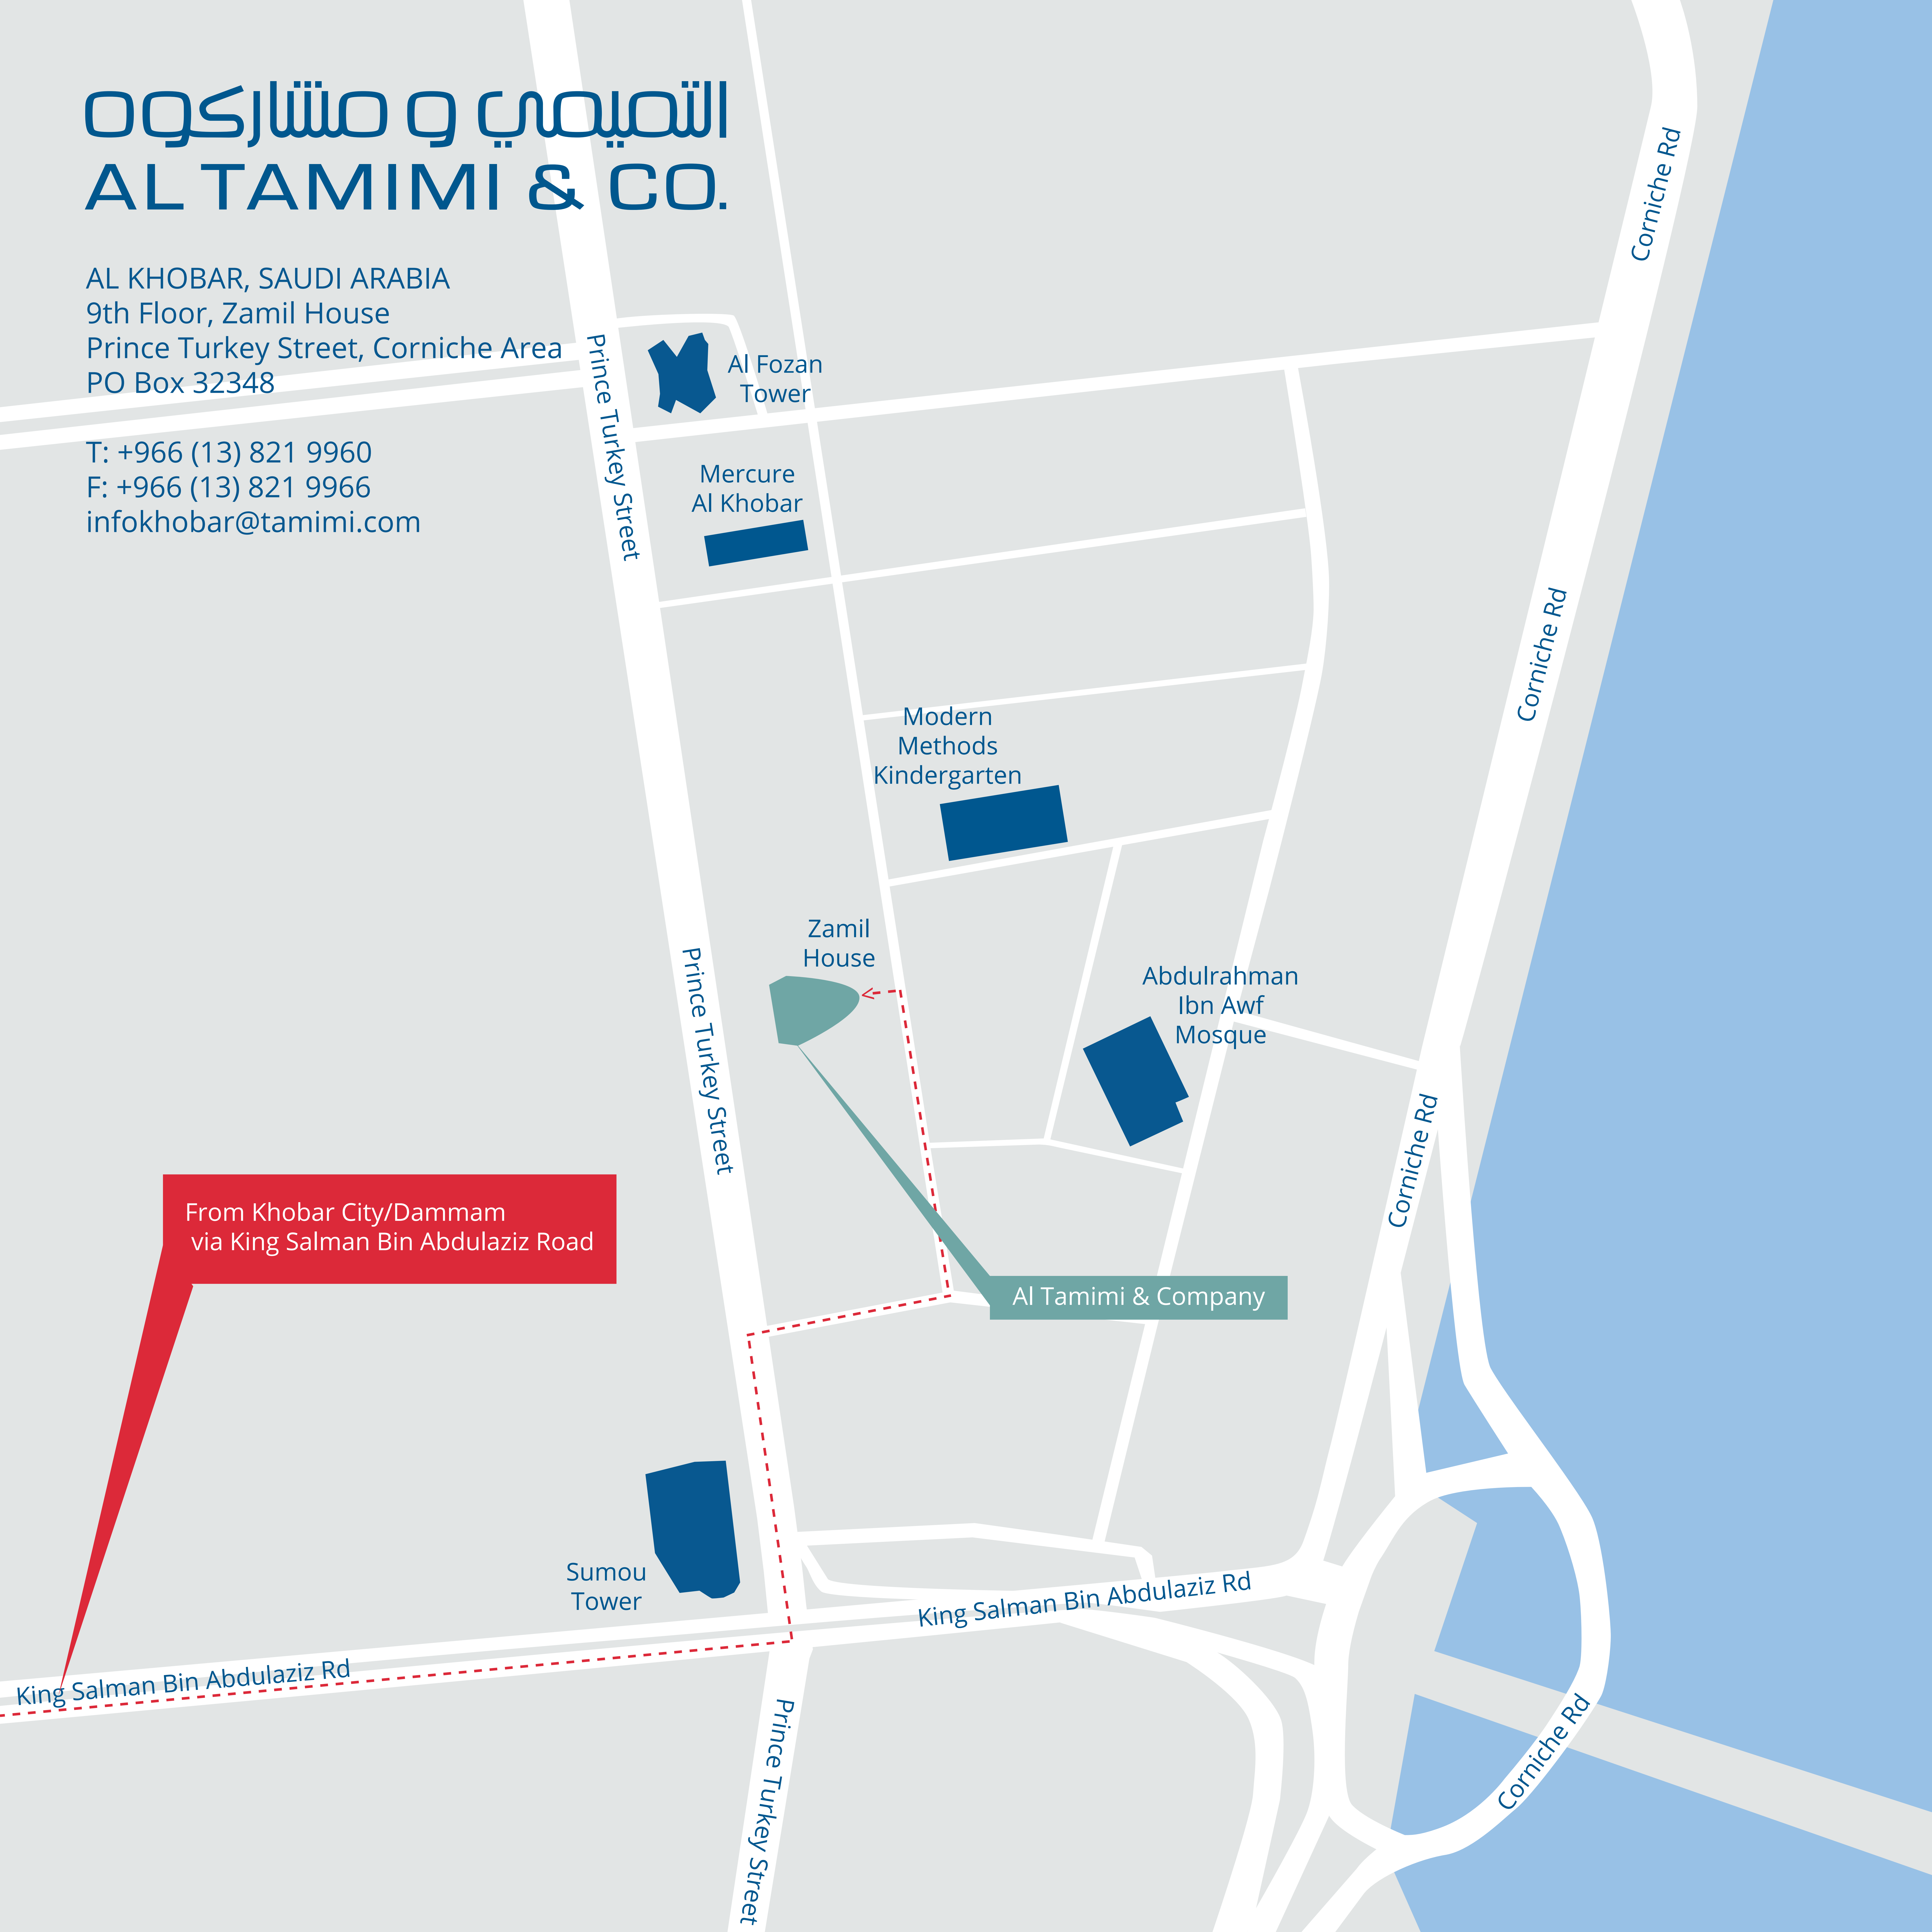 التميمي و مشاركوه
AL TAMIMI & CO.
AL KHOBAR, SAUDI ARABIA
9th Floor, Zamil House
Prince Turkey Street, Corniche Area
PO Box 32348
T: +966 (13) 821 9960
F: +966 (13) 821 9966
infokhobar@tamimi.com
Corniche Rd
Prince Turkey Street
Al Fozan
Tower
Mercure
Al Khobar
Corniche Rd
Modern
Methods
Kindergarten
Zamil
House
Prince Turkey Street
Abdulrahman
Ibn Awf
Mosque
Corniche Rd
From Khobar City/Dammam
via King Salman Bin Abdulaziz Road
Al Tamimi & Company
Sumou
Tower
King Salman Bin Abdulaziz Rd
King Salman Bin Abdulaziz Rd
Prince Turkey Street
Corniche Rd